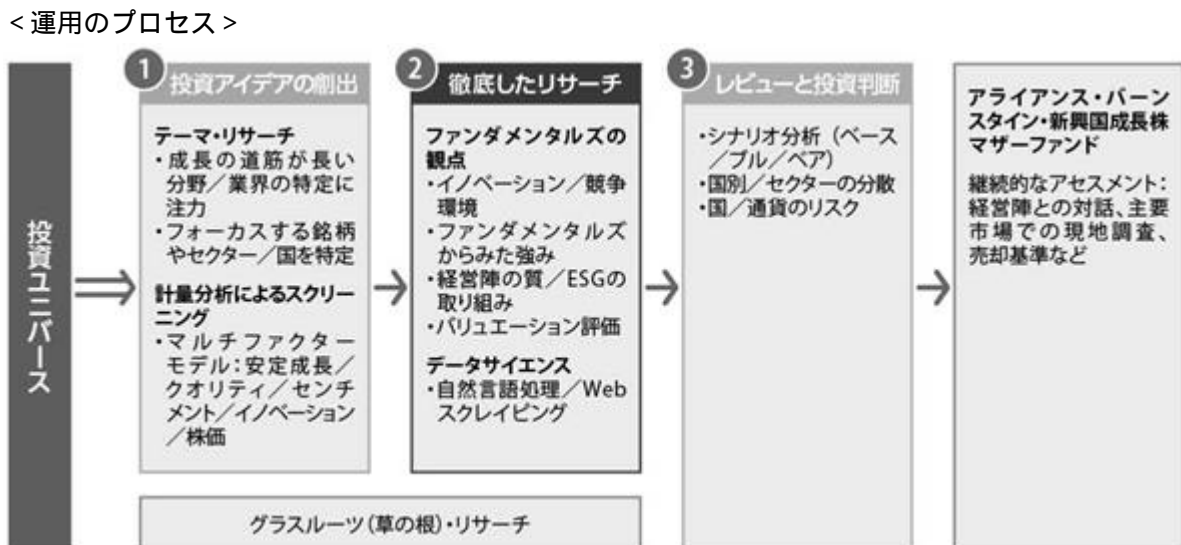 <運用のプロセス>
投資ユニバース
1 投資アイデアの創出
テーマ・リサーチ
・成長の道筋が長い
分野／業界の特定に
注力
・フォーカスする銘柄
やセクター／国を特定
計量分析によるスクリー
ニング
・マルチファクター
モデル：安定成長／
クオリティ／センチ
メント／イノベーション
／株価
2 徹底したリサーチ
ファンダメンタルズの
観点
・イノベーション／競争
環境
・ファンダメンタルズ
からみた強み
・経営陣の質／ESGの
取り組み
・バリュエーション評価
データサイエンス
・自然言語処理／Web
スクレイピング
グラスルーツ（草の根）・リサーチ
3 レビューと投資判断
・シナリオ分析（ベース
／ブル／ベア）
・国別／セクターの分散
・国／通貨のリスク
アライアンス・バーン
スタイン・新興国成長株
マザーファンド
継続的なアセスメント：
経営陣との対話、主要
市場での現地調査、
売却基準など